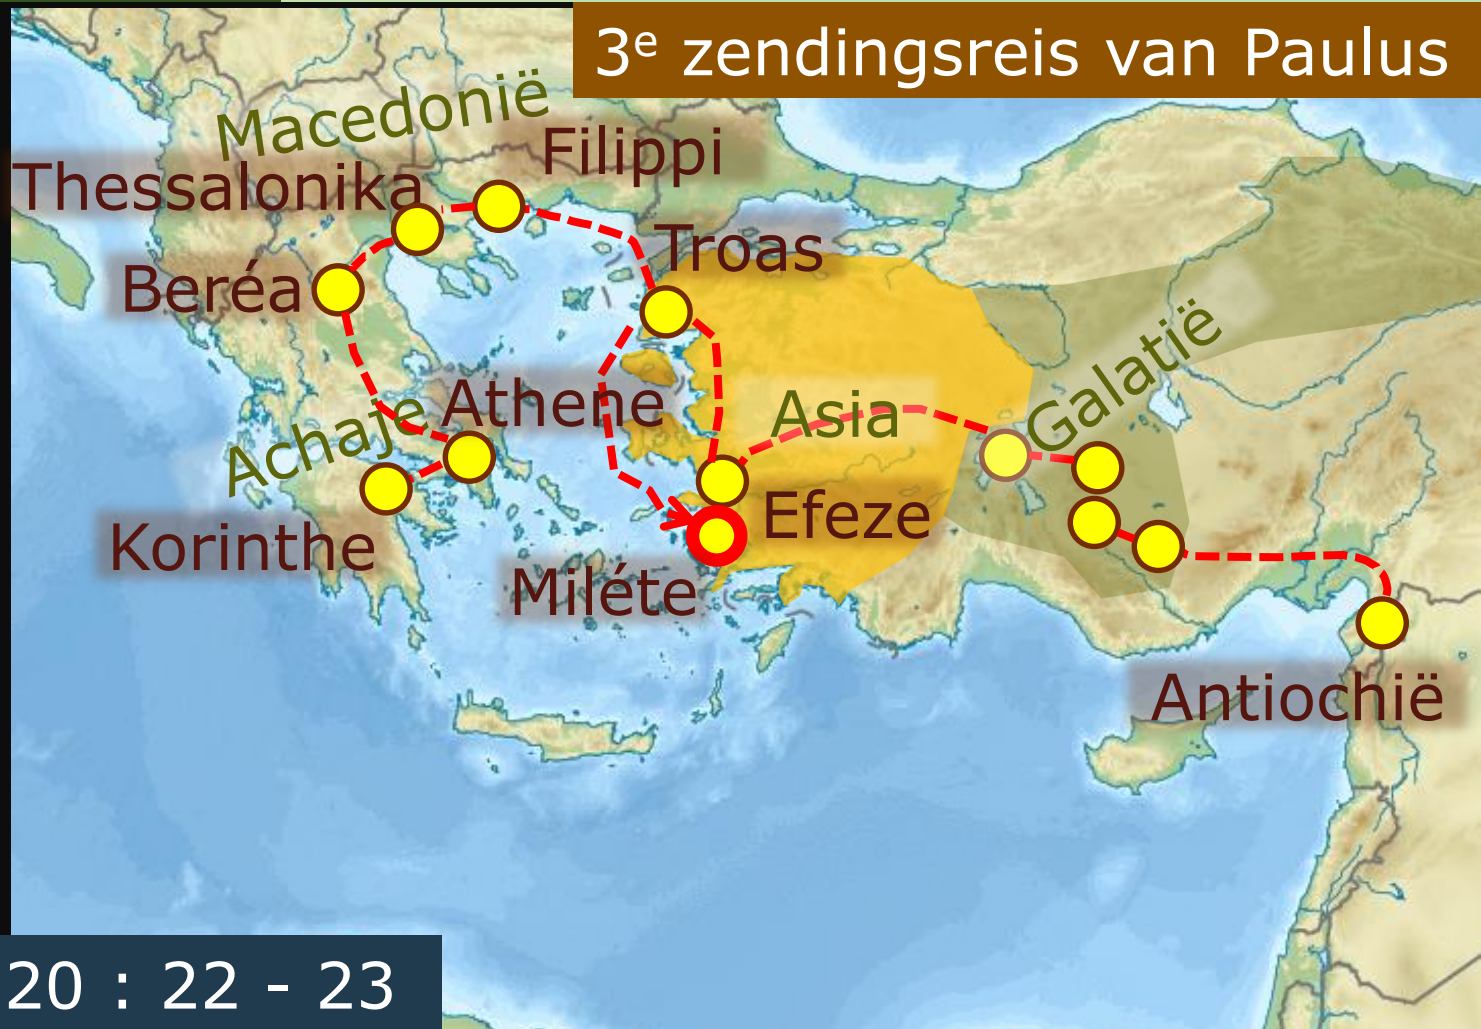 3e zendingsreis van Paulus
Macedonië
Filippi
Thessalonika
Troas
Beréa
Galatië
Athene
Asia
Achaje
Efeze
Korinthe
Miléte
Antiochië
20 : 22 - 23